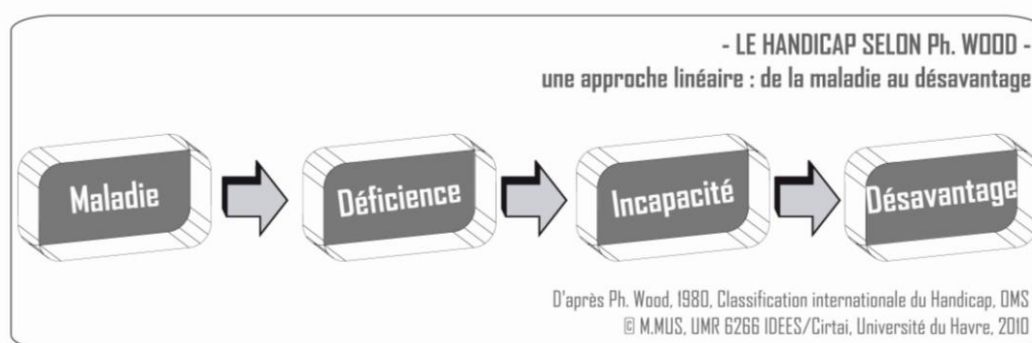 - LE HANDICAP SELON Ph. WOOD -
une approche linéaire : de la maladie au désavantage
Maladie
Déficience
Incapacité
Désavantage
D'après Ph. Wood, 1980, Classification internationale du Handicap, OMS
© M.MUS, UMR 6266 IDEES/Cirtai, Université du Havre, 2010